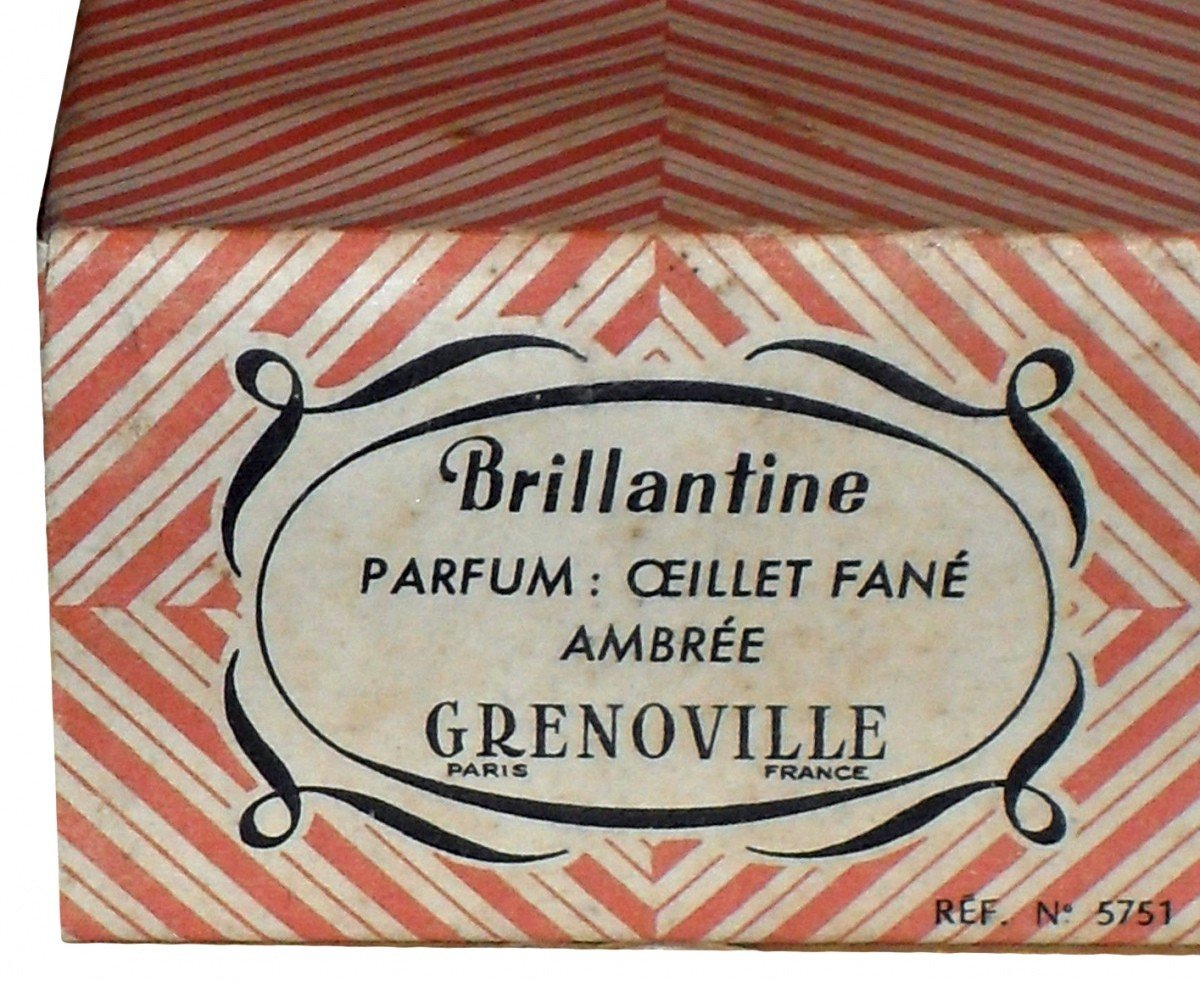 Brillantine
PARFUM : ŒILLET FANÉ
AMBRÉE
GRENOVILLE
PARIS FRANCE
RÉF. N° 5751